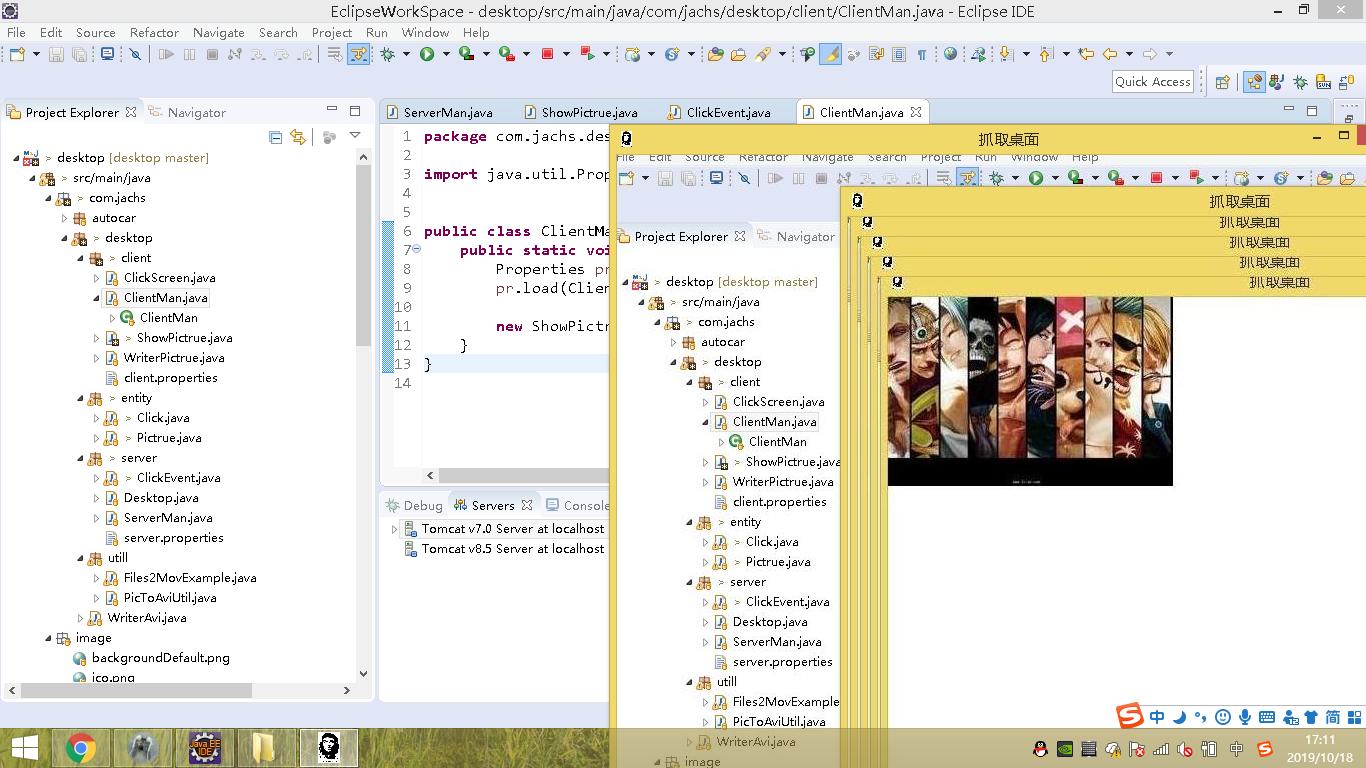 EclipseWorkSpace - desktop/src/main/java/com/jachs/desktop/client/ClientMan.java - Eclipse IDE
File Edit Source Refactor Navigate Search Project Run Window Help
Quick Access
Project Explorer Navigator
desktop [desktop master]
> src/main/java
> com.jachs
autocar
> desktop
> client
ClickScreen.java
ClientMan.java
ClientMan
> ShowPictrue.java
WriterPictrue.java
client.properties
> entity
> Click.java
> Pictrue.java
> server
> ClickEvent.java
Desktop.java
ServerMan.java
server.properties
utill
Files2MovExample.java
PicToAviUtil.java
WriterAvi.java
image
backgroundDefault.png
ico.png
ServerMan.java ShowPictrue.java ClickEvent.java ClientMan.java
1 package com.jachs.des
2
3 import java.util.Prop
4
5
6 public class ClientMa
7 public static voi
8 Properties pr
9 pr.load(Clien
10
11 new ShowPictr
12 }
13 }
14
Debug Servers Console
Tomcat v7.0 Server at localhost
Tomcat v8.5 Server at localhost
抓取桌面
File Edit Source Refactor Navigate Search Project Run Window Help
Project Explorer Navigator
> desktop [desktop master]
> src/main/java
> com.jachs
autocar
> desktop
> client
ClickScreen.java
ClientMan.java
ClientMan
> ShowPictrue.java
WriterPictrue.java
client.properties
> entity
> Click.java
> Pictrue.java
> server
> ClickEvent.java
Desktop.java
ServerMan.java
server.properties
utill
Files2MovExample
PicToAviUtil.java
WriterAvi.java
image
抓取桌面
抓取桌面
抓取桌面
抓取桌面
抓取桌面
中 简
中
17:11
2019/10/18